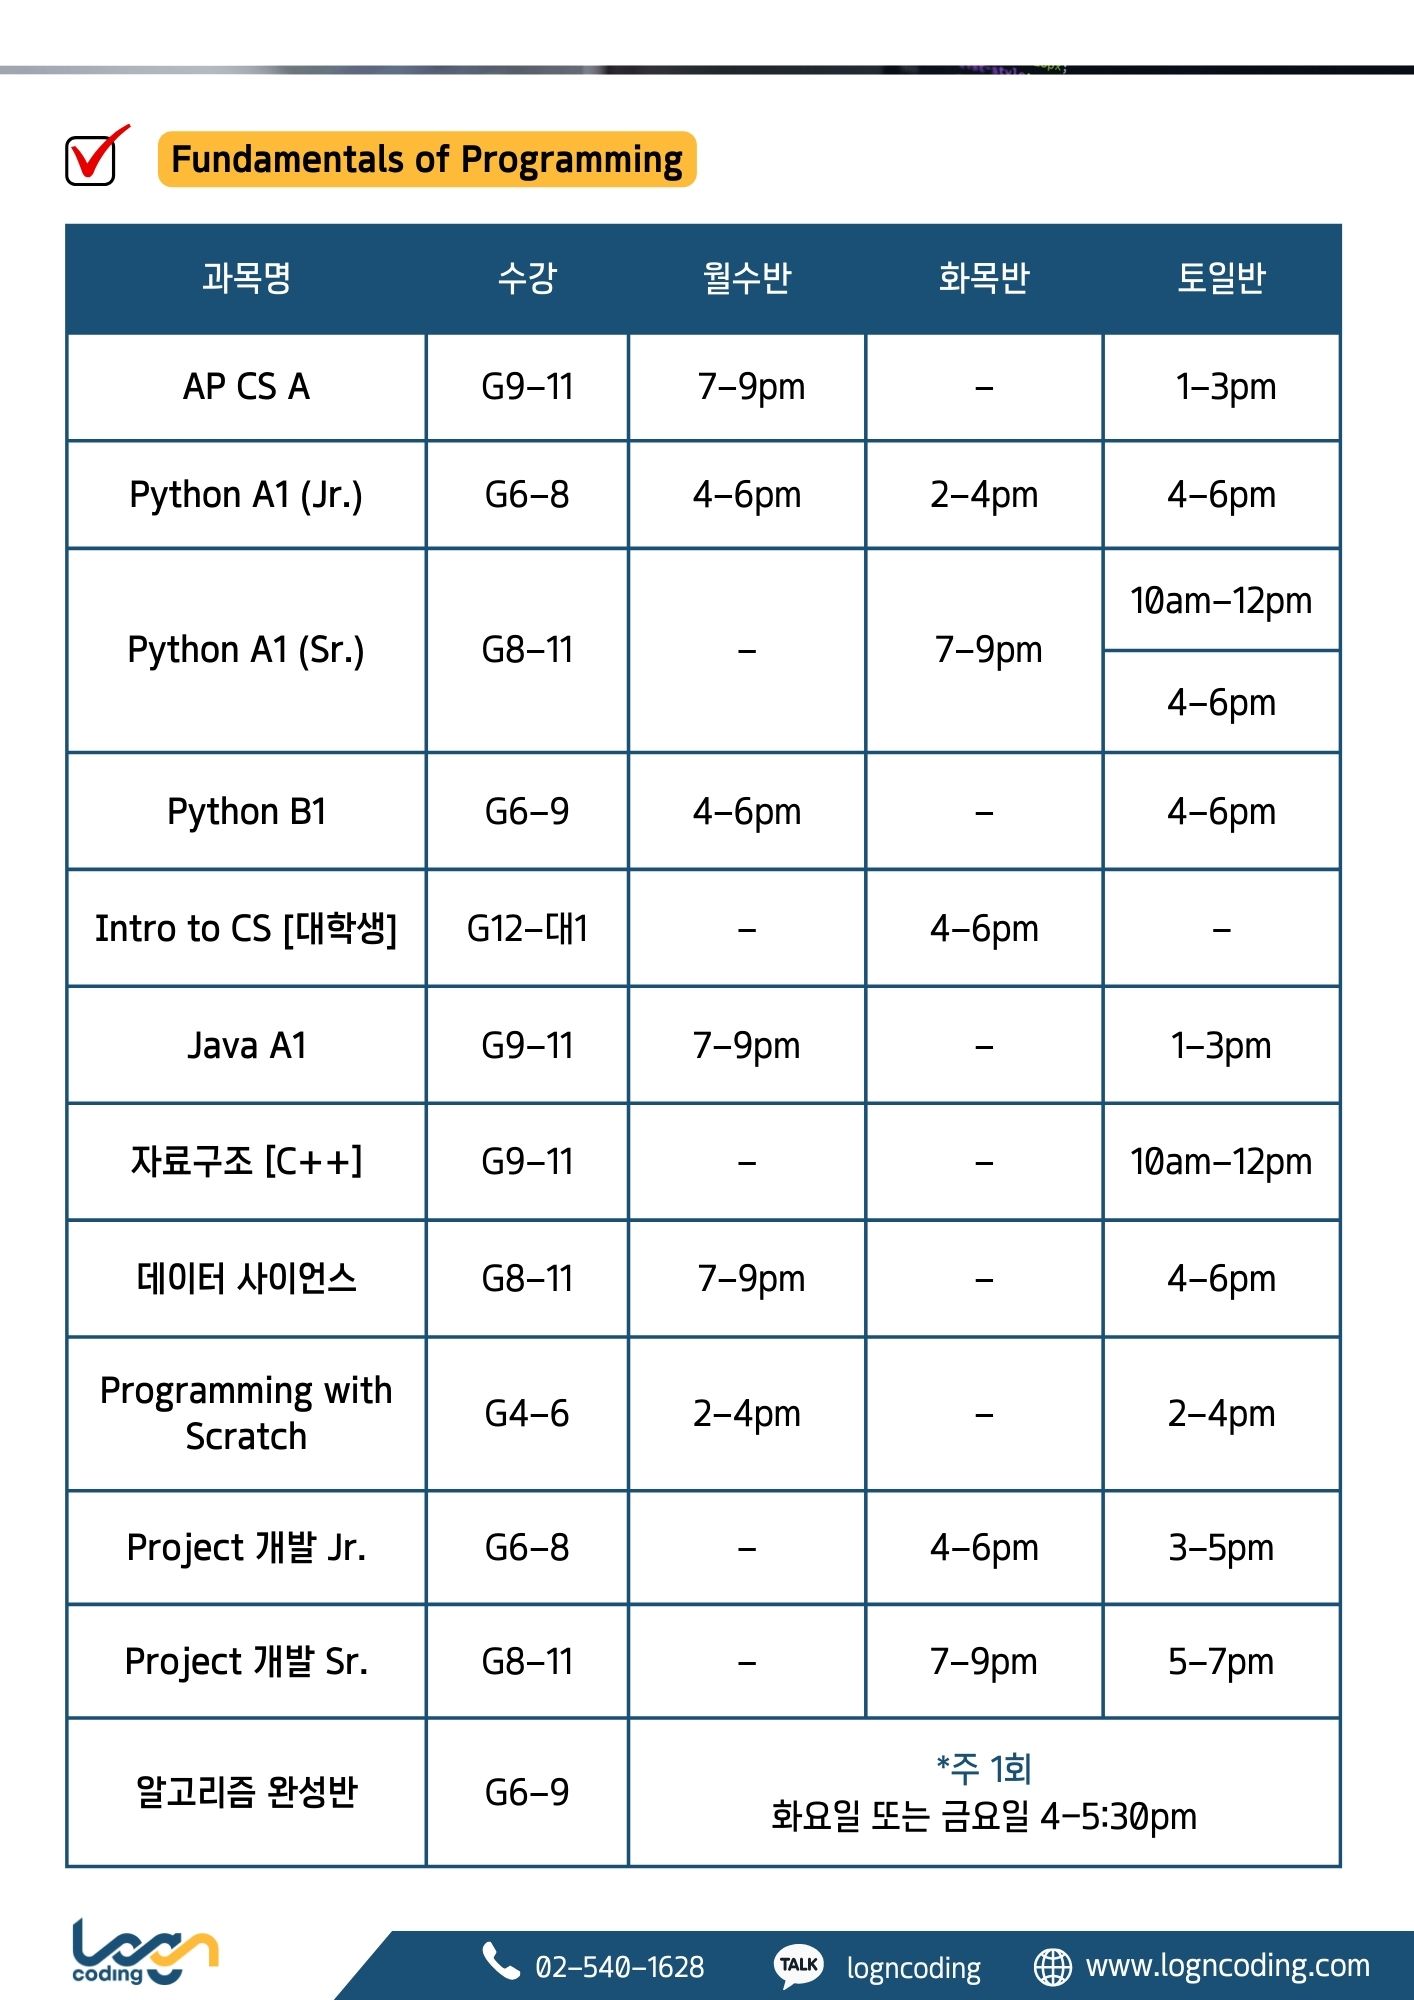 Fundamentals of Programming
과목명 수강 월수반 화목반 토일반
AP CS A G9–11 7–9pm – 1–3pm
Python A1 (Jr.) G6–8 4–6pm 2–4pm 4–6pm
Python A1 (Sr.) G8–11 – 7–9pm 10am–12pm
4–6pm
Python B1 G6–9 4–6pm – 4–6pm
Intro to CS [대학생] G12–대1 – 4–6pm –
Java A1 G9–11 7–9pm – 1–3pm
자료구조 [C++] G9–11 – – 10am–12pm
데이터 사이언스 G8–11 7–9pm – 4–6pm
Programming with
Scratch G4–6 2–4pm – 2–4pm
Project 개발 Jr. G6–8 – 4–6pm 3–5pm
Project 개발 Sr. G8–11 – 7–9pm 5–7pm
알고리즘 완성반 G6–9
*주 1회
화요일 또는 금요일 4–5:30pm
logn
coding
02–540–1628
TALK logncoding
www.logncoding.com